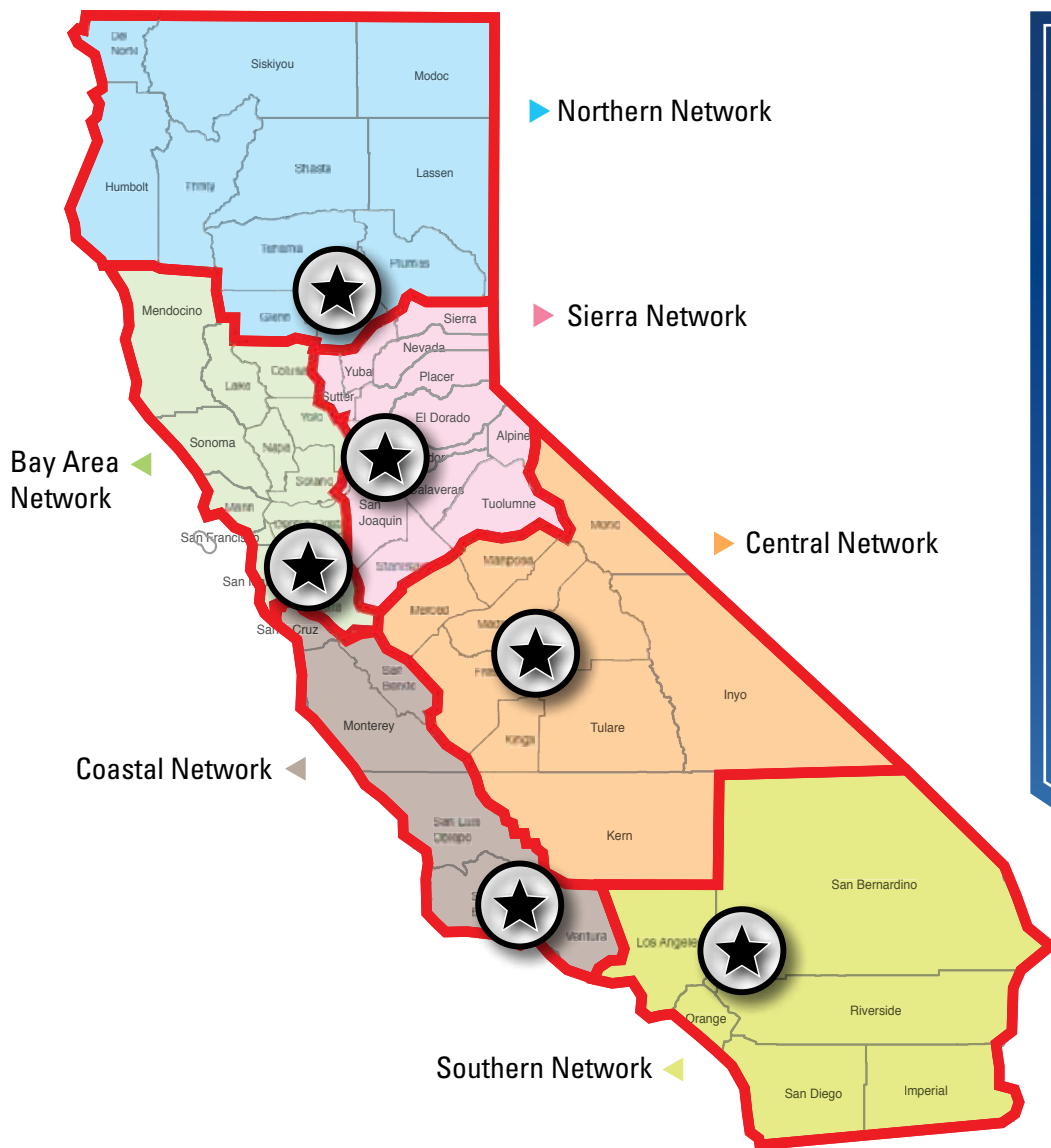 Del
Norte
Siskiyou
Modoc
Northern Network
Humbolt
Trinity
Shasta
Lassen
Tehama
Plumas
Glenn
Mendocino
Sierra
Sierra Network
Nevada
Lake
Colusa
Yuba
Placer
Sutter
Yolo
El Dorado
Sonoma
Napa
Alpine
Bay Area
Network
Solano
Calaveras
Tuolumne
Marin
San
Joaquin
San Francisco
Mono
Central Network
Stanislaus
Mariposa
San
Merced
San
Benito
Inyo
Monterey
Tulare
Kings
Coastal Network
San Luis
Obispo
Kern
San Bernardino
Ventura
Los Angeles
Orange
Riverside
Southern Network
San Diego
Imperial